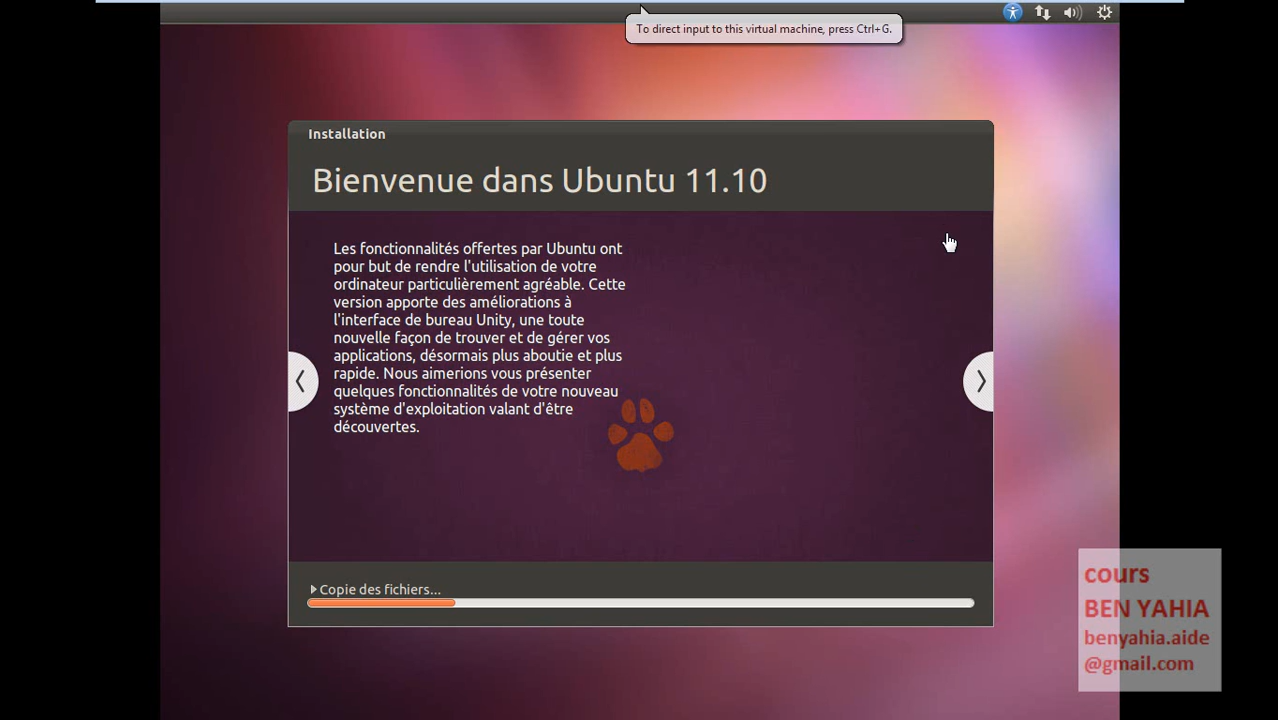 To direct input to this virtual machine, press Ctrl+G.
Installation
Bienvenue dans Ubuntu 11.10
Les fonctionnalités offertes par Ubuntu ont
pour but de rendre l'utilisation de votre
ordinateur particulièrement agréable. Cette
version apporte des améliorations à
l'interface de bureau Unity, une toute
nouvelle façon de trouver et de gérer vos
applications, désormais plus aboutie et plus
rapide. Nous aimerions vous présenter
quelques fonctionnalités de votre nouveau
système d'exploitation valant d'être
découvertes.
Copie des fichiers...
cours
BEN YAHIA
benyahia.aide
@gmail.com